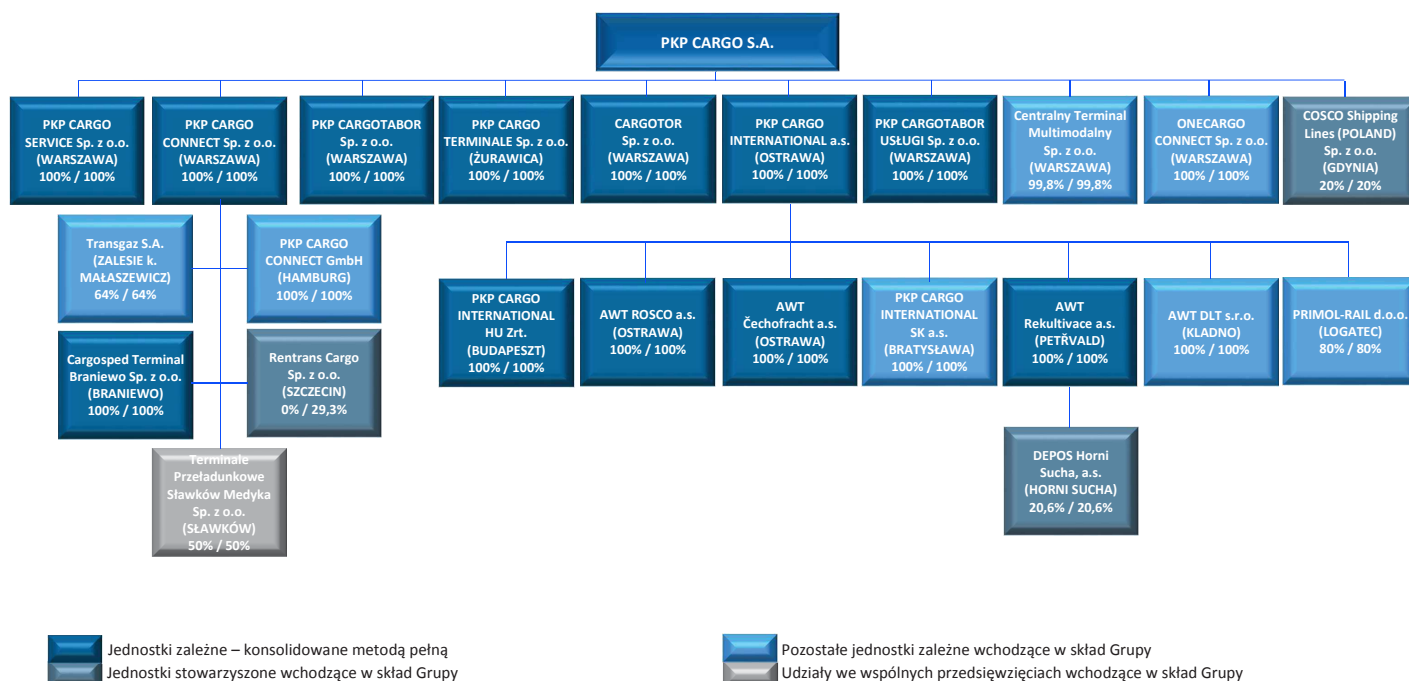 PKP CARGO S.A.
PKP CARGO
SERVICE Sp. z o.o.
(WARSZAWA)
100% / 100%
PKP CARGO
CONNECT Sp. z o.o.
(WARSZAWA)
100% / 100%
PKP CARGOTABOR
Sp. z o.o.
(WARSZAWA)
100% / 100%
PKP CARGO
TERMINALE Sp. z o.o.
(ŻURAWICA)
100% / 100%
CARGOTOR
Sp. z o.o.
(WARSZAWA)
100% / 100%
PKP CARGO
INTERNATIONAL a.s.
(OSTRAWA)
100% / 100%
PKP CARGOTABOR
USŁUGI Sp. z o.o.
(WARSZAWA)
100% / 100%
Centralny Terminal
Multimodalny
Sp. z o.o.
(WARSZAWA)
99,8% / 99,8%
ONECARGO
CONNECT Sp. z o.o.
(WARSZAWA)
100% / 100%
COSCO Shipping
Lines (POLAND)
Sp. z o.o.
(GDYNIA)
20% / 20%
Transgaz S.A.
(ZALESIE k.
MAŁASZEWICZ)
64% / 64%
PKP CARGO
CONNECT GmbH
(HAMBURG)
100% / 100%
Cargosped Terminal
Braniewo Sp. z o.o.
(BRANIEWO)
100% / 100%
Rentrans Cargo
Sp. z o.o.
(SZCZECIN)
0% / 29,3%
Terminale
Przeładunkowe
Sławków Medyka
Sp. z o.o.
(SŁAWKÓW)
50% / 50%
PKP CARGO
INTERNATIONAL
HU Zrt.
(BUDAPESZT)
100% / 100%
AWT ROSCO a.s.
(OSTRAWA)
100% / 100%
AWT
Čechofracht a.s.
(OSTRAWA)
100% / 100%
PKP CARGO
INTERNATIONAL
SK a.s.
(BRATYSŁAWA)
100% / 100%
AWT
Rekultivace a.s.
(PETŘVALD)
100% / 100%
AWT DLT s.r.o.
(KLADNO)
100% / 100%
PRIMOL-RAIL d.o.o.
(LOGATEC)
80% / 80%
DEPOS Horni
Sucha, a.s.
(HORNI SUCHA)
20,6% / 20,6%
Jednostki zależne – konsolidowane metodą pełną
Jednostki stowarzyszone wchodzące w skład Grupy
Pozostałe jednostki zależne wchodzące w skład Grupy
Udziały we wspólnych przedsięwzięciach wchodzące w skład Grupy